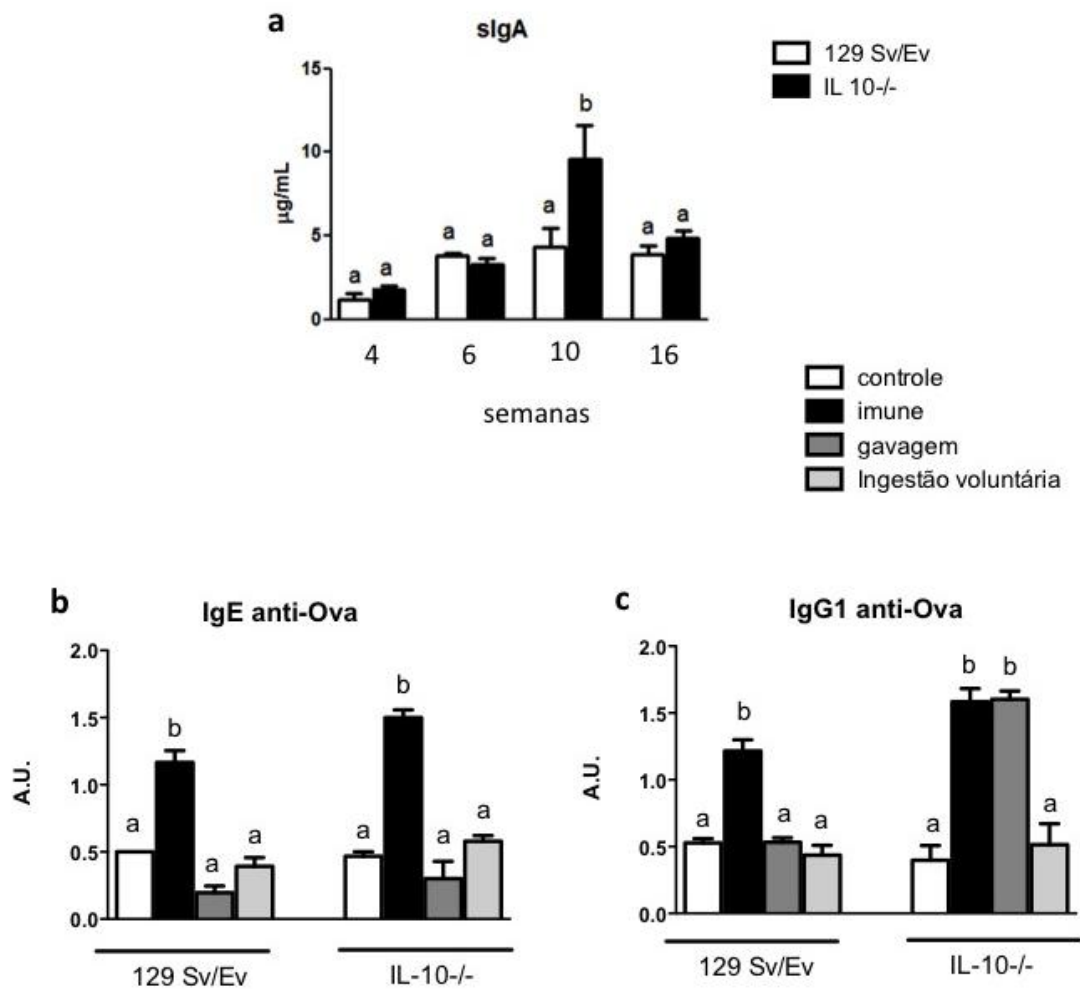 a
sIgA
129 Sv/Ev
IL 10-/-
µg/mL
15
10
5
0
a a a a a b a a
4 6 10 16
semanas
controle
imune
gavagem
Ingestão voluntária
b
IgE anti-Ova
A.U.
2.0
1.5
1.0
0.5
0.0
a b a a a b a a
129 Sv/Ev IL-10-/-
c
IgG1 anti-Ova
A.U.
2.0
1.5
1.0
0.5
0.0
a b a a a b b a
129 Sv/Ev IL-10-/-